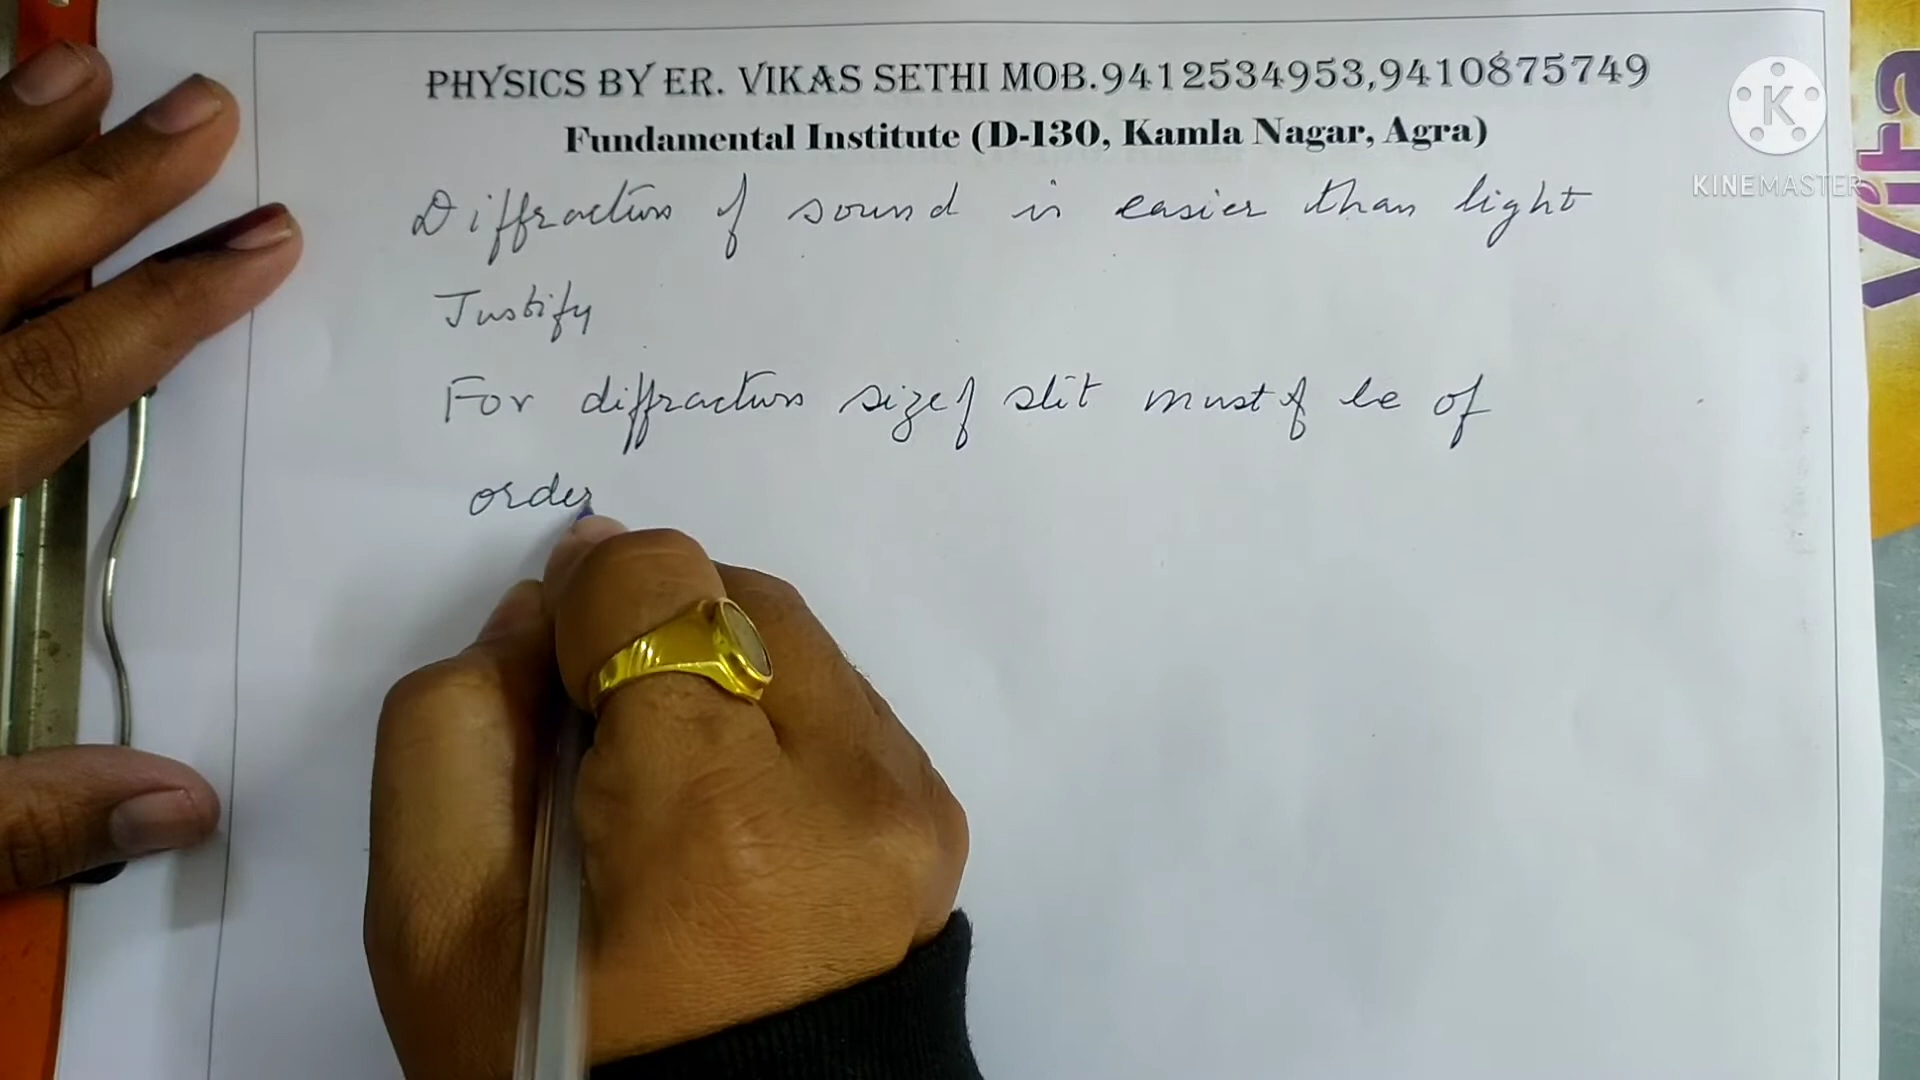 PHYSICS BY ER. VIKAS SETHI MOB.9412534953,9410875749
Fundamental Institute (D-130, Kamla Nagar, Agra)
Diffraction of sound is easier than light
Justify
For diffraction size of slit must of be of
order
K
KINEMASTER
Vita